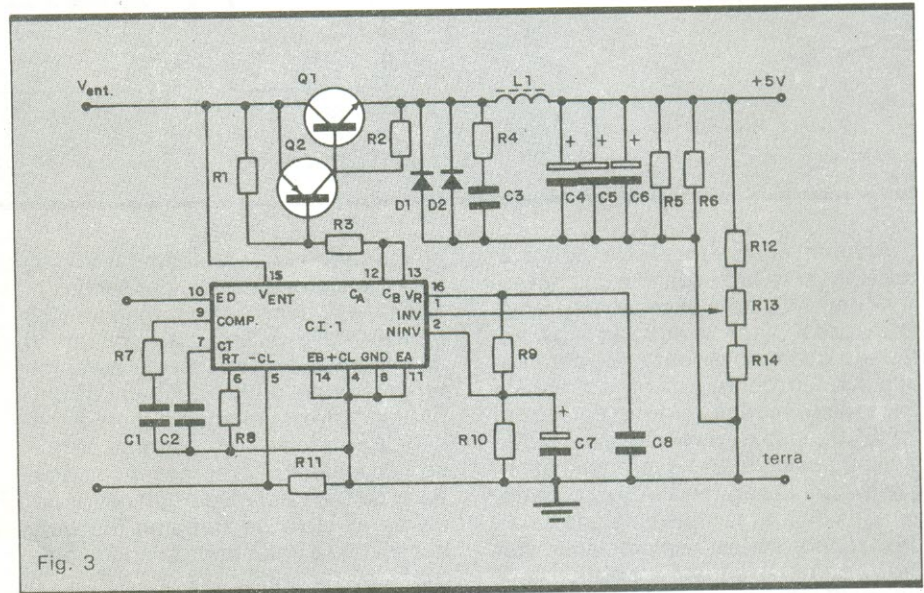 Vent.
Q1
L1
+5V
Q2
R2
R4
R1
D1
D2
C3
C4
C5
C6
R5
R6
+
+
+
R3
R12
15
12
13
16
1
2
10
9
7
ED
COMP.
CT
VENT
CA
CB
VR
INV
NINV
CI·1
RT
-CL
EB
+CL
GND
EA
6
5
14
4
8
11
R13
R9
R14
R7
R8
C1
C2
R10
+
C7
C8
R11
terra
Fig. 3